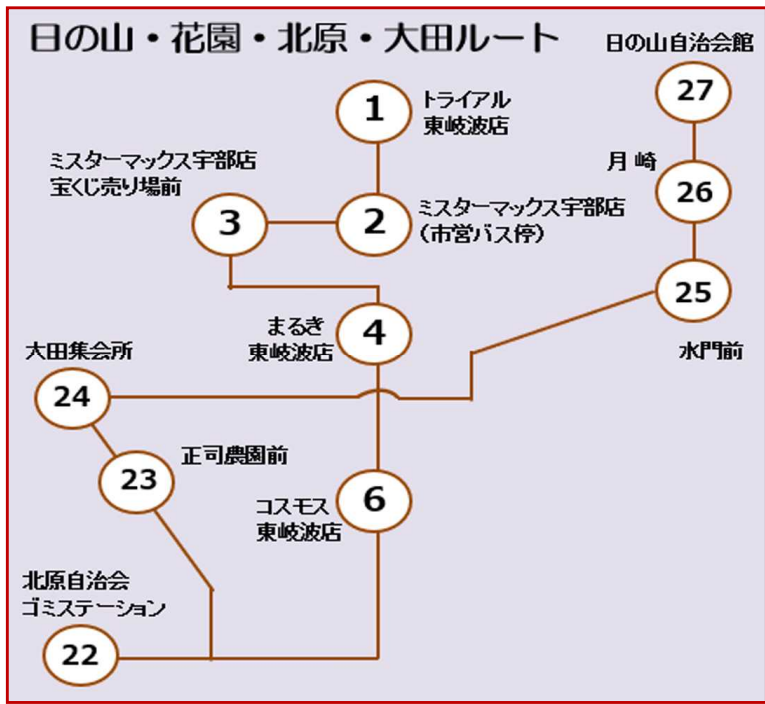 日の山・花園・北原・大田ルート
日の山自治会館
27
1
トライアル
東岐波店
月崎
26
ミスターマックス宇部店
宝くじ売り場前
3
2
ミスターマックス宇部店
（市営バス停）
25
水門前
まるき
東岐波店
4
大田集会所
24
正司農園前
23
コスモス
東岐波店
6
北原自治会
ゴミステーション
22